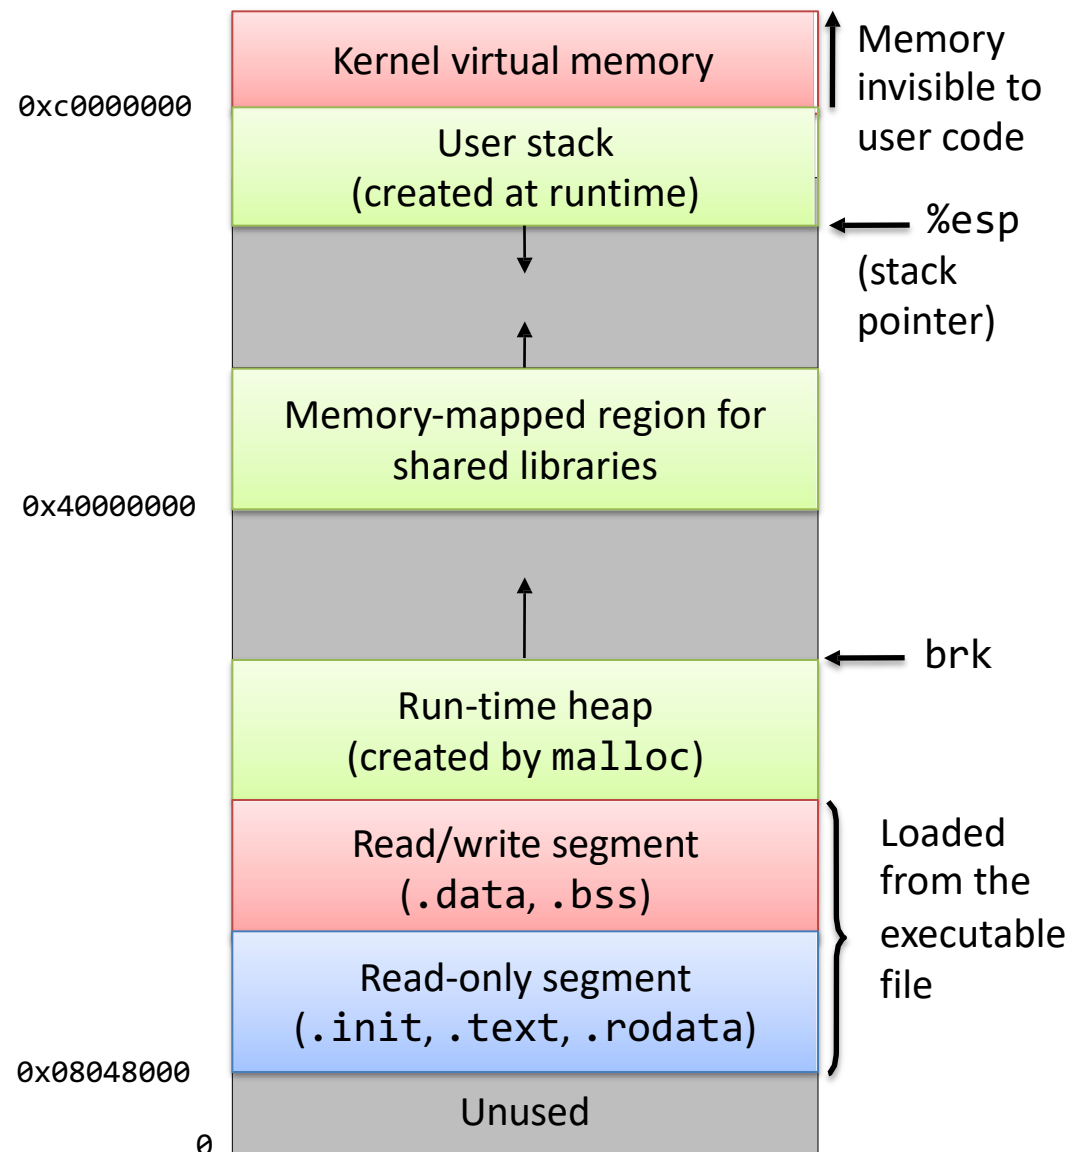 Kernel virtual memory
Memory
invisible to
user code
0xc0000000
User stack
(created at runtime)
%esp
(stack
pointer)
Memory-mapped region for
shared libraries
0x40000000
brk
Run-time heap
(created by malloc)
Read/write segment
(.data, .bss)
Loaded
from the
executable
file
Read-only segment
(.init, .text, .rodata)
0x08048000
Unused
0